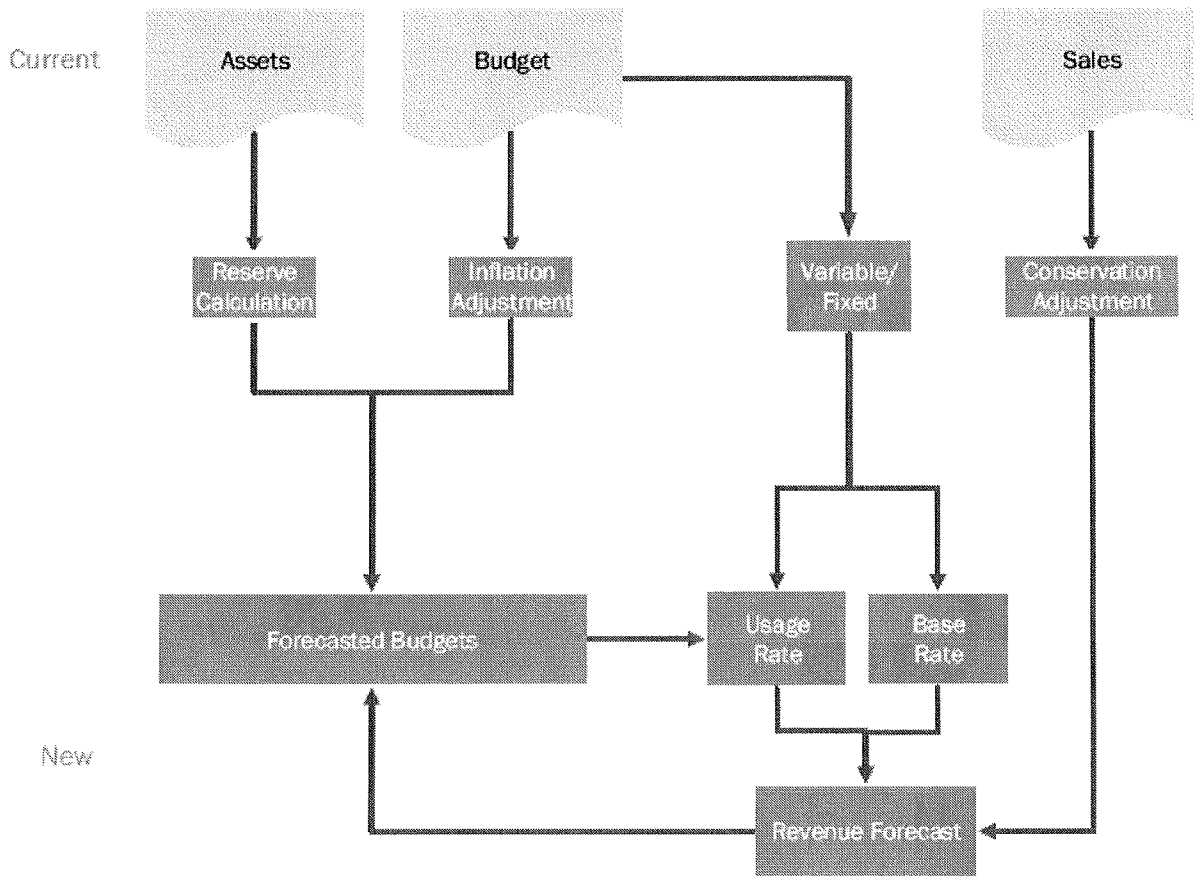 Current
Assets
Budget
Sales
Reserve
Calculation
Inflation
Adjustment
Variable/
Fixed
Conservation
Adjustment
Forecasted Budgets
Usage
Rate
Base
Rate
New
Revenue Forecast